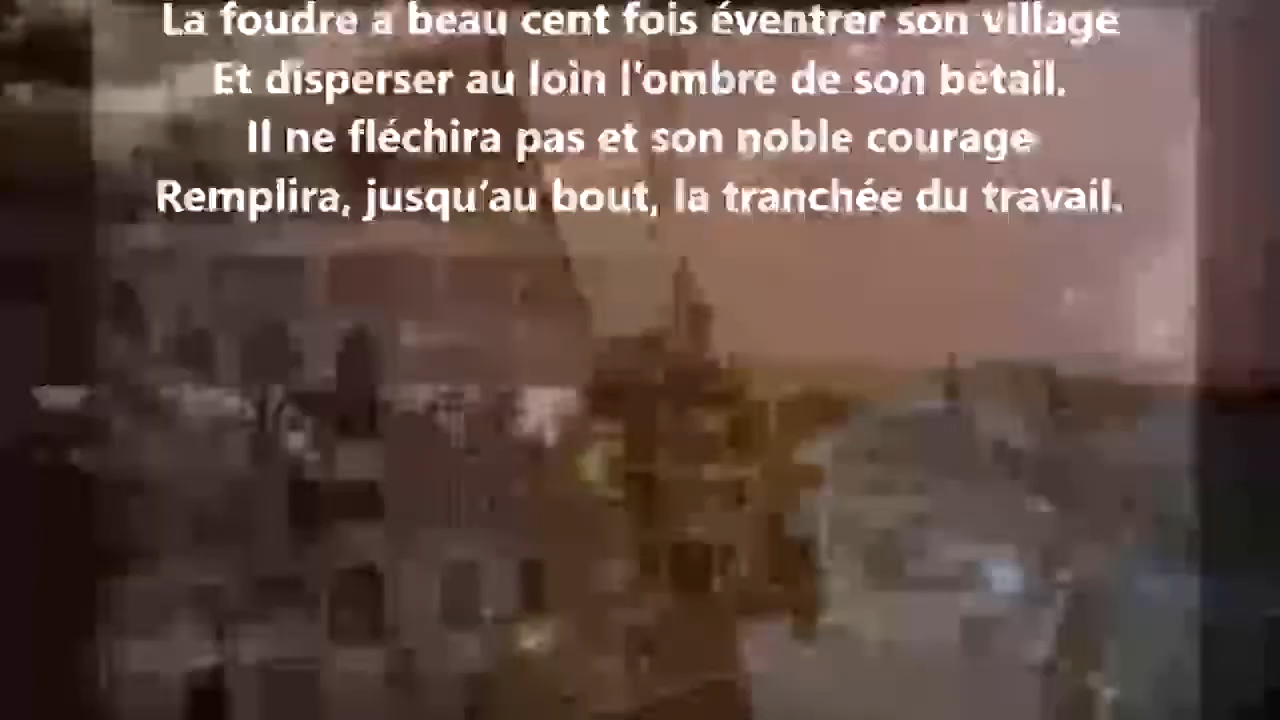 La foudre a beau cent fois éventrer son village
Et disperser au loin l'ombre de son bétail.
Il ne fléchira pas et son noble courage
Remplira, jusqu’au bout, la tranchée du travail.